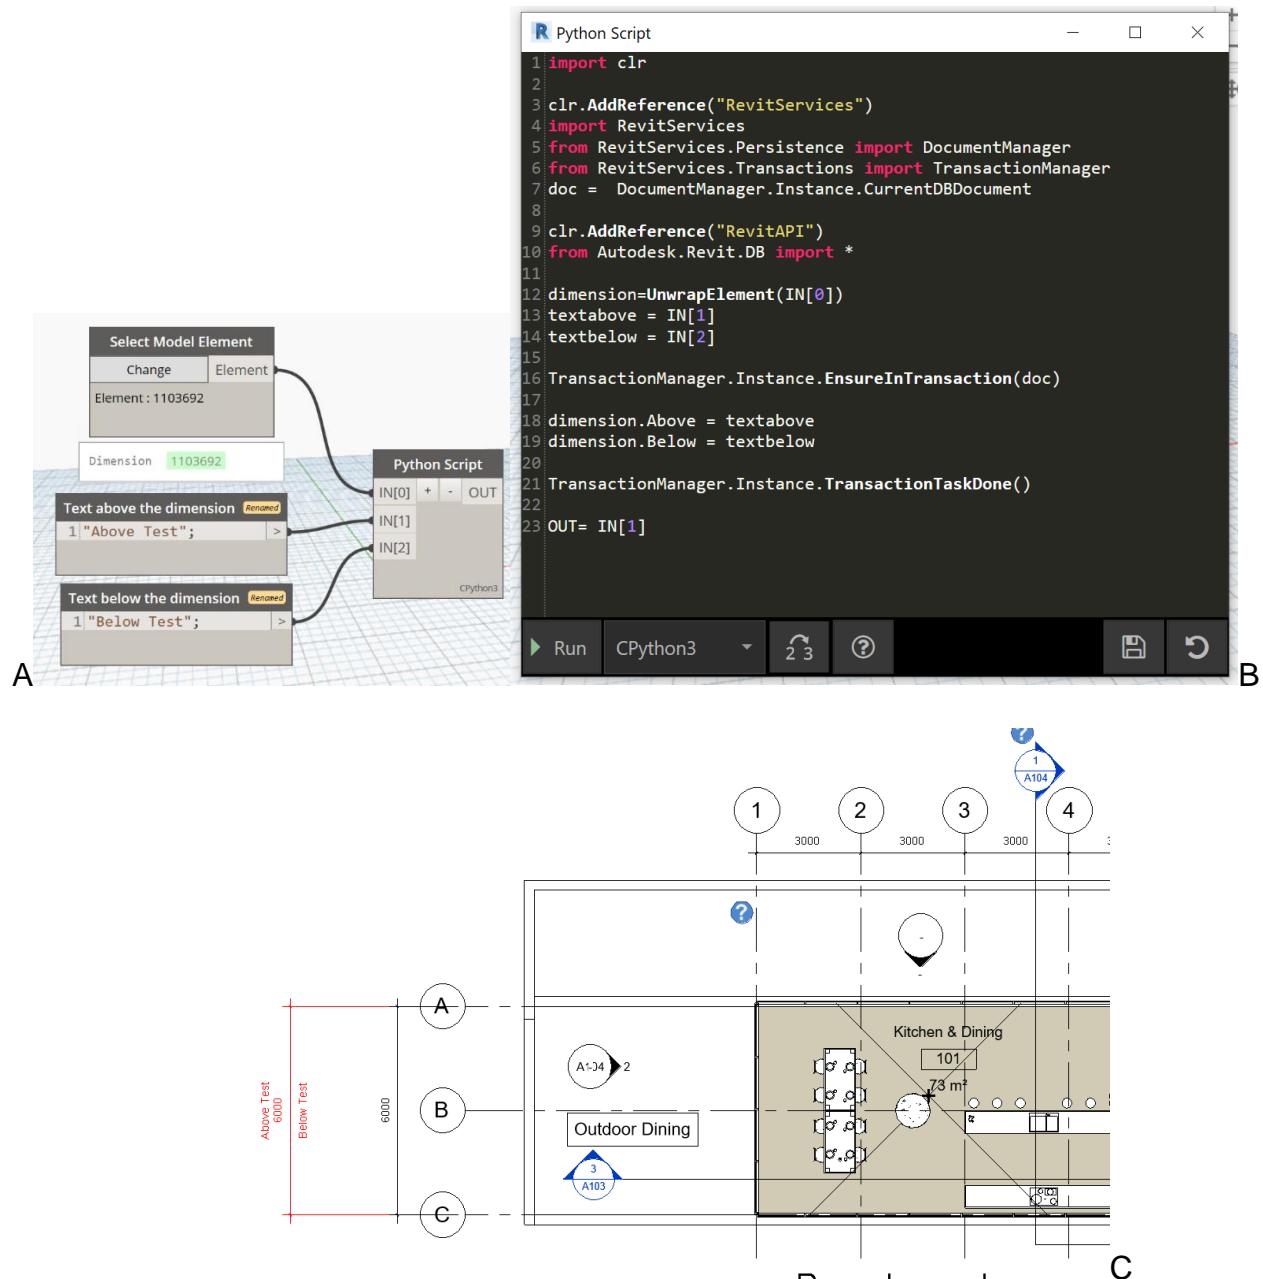 Python Script
1 import clr
2
3 clr.AddReference("RevitServices")
4 import RevitServices
5 from RevitServices.Persistence import DocumentManager
6 from RevitServices.Transactions import TransactionManager
7 doc =  DocumentManager.Instance.CurrentDBDocument
8
9 clr.AddReference("RevitAPI")
10 from Autodesk.Revit.DB import *
11
12 dimension=UnwrapElement(IN[0])
13 textabove = IN[1]
14 textbelow = IN[2]
15
16 TransactionManager.Instance.EnsureInTransaction(doc)
17
18 dimension.Above = textabove
19 dimension.Below = textbelow
20
21 TransactionManager.Instance.TransactionTaskDone()
22
23 OUT= IN[1]
Run CPython3 2 3 ?
Select Model Element
Change Element
Element : 1103692
Dimension 1103692
Text above the dimension Renamed
1 "Above Test"; >
Text below the dimension Renamed
1 "Below Test"; >
Python Script
IN[0] + - OUT
IN[1]
IN[2]
CPython3
A
B
?
1
A104
1 2 3 4
3000 3000 3000
?
-
-
A
B
C
Above Test
6000
Below Test
6000
A1-04 2
Outdoor Dining
3
A103
Kitchen & Dining
101
73 m²
C